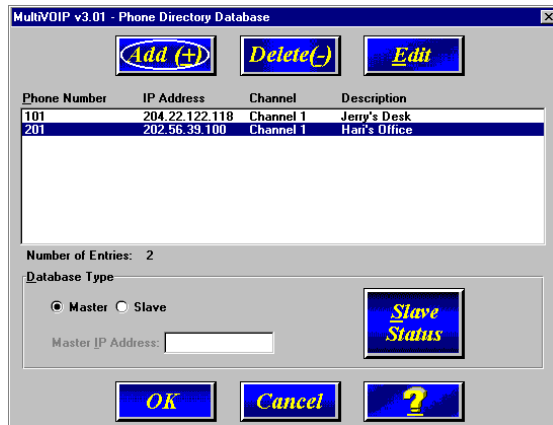 MultiVOIP v3.01 - Phone Directory Database
Add (+) Delete(-) Edit
Phone Number IP Address Channel Description
101 204.22.122.118 Channel 1 Jerry's Desk
201 202.56.39.100 Channel 1 Hari's Office
Number of Entries: 2
Database Type
Master Slave
Slave Status
Master IP Address:
OK Cancel ?